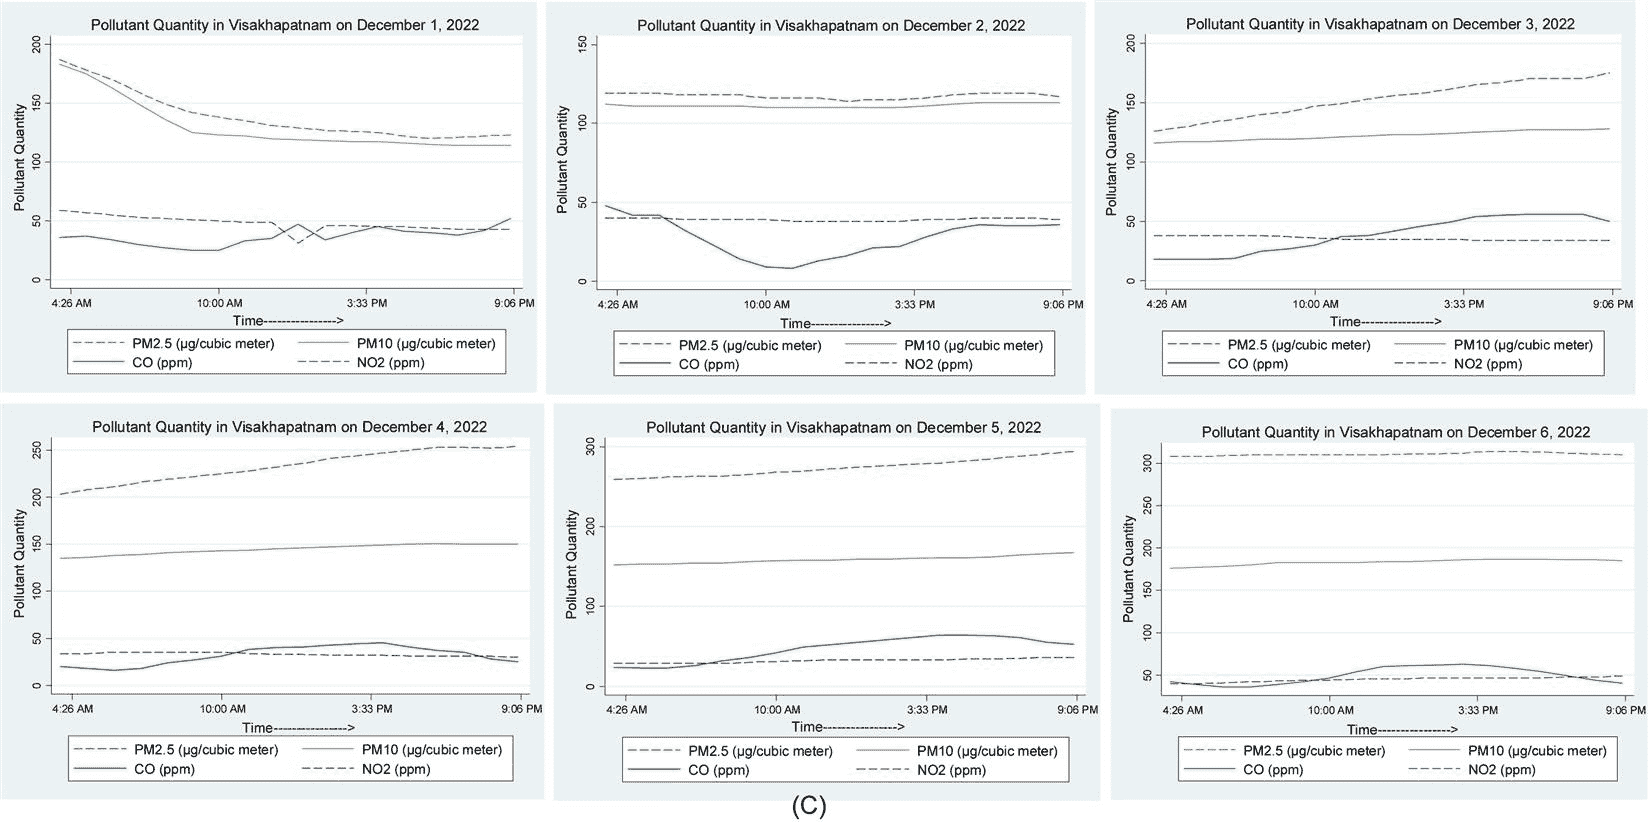 Pollutant Quantity in Visakhapatnam on December 1, 2022
Pollutant Quantity
200
150
100
50
0
4:26 AM 10:00 AM 3:33 PM 9:06 PM
Time---------------->
PM2.5 (µg/cubic meter) PM10 (µg/cubic meter)
CO (ppm) NO2 (ppm)
Pollutant Quantity in Visakhapatnam on December 2, 2022
Pollutant Quantity
150
100
50
0
4:26 AM 10:00 AM 3:33 PM 9:06 PM
Time---------------->
PM2.5 (µg/cubic meter) PM10 (µg/cubic meter)
CO (ppm) NO2 (ppm)
Pollutant Quantity in Visakhapatnam on December 3, 2022
Pollutant Quantity
200
150
100
50
0
4:26 AM 10:00 AM 3:33 PM 9:06 PM
Time---------------->
PM2.5 (µg/cubic meter) PM10 (µg/cubic meter)
CO (ppm) NO2 (ppm)
Pollutant Quantity in Visakhapatnam on December 4, 2022
Pollutant Quantity
250
200
150
100
50
0
4:26 AM 10:00 AM 3:33 PM 9:06 PM
Time---------------->
PM2.5 (µg/cubic meter) PM10 (µg/cubic meter)
CO (ppm) NO2 (ppm)
Pollutant Quantity in Visakhapatnam on December 5, 2022
Pollutant Quantity
300
200
100
0
4:26 AM 10:00 AM 3:33 PM 9:06 PM
Time---------------->
PM2.5 (µg/cubic meter) PM10 (µg/cubic meter)
CO (ppm) NO2 (ppm)
Pollutant Quantity in Visakhapatnam on December 6, 2022
Pollutant Quantity
300
250
200
150
100
50
4:26 AM 10:00 AM 3:33 PM 9:06 PM
Time---------------->
PM2.5 (µg/cubic meter) PM10 (µg/cubic meter)
CO (ppm) NO2 (ppm)
(C)